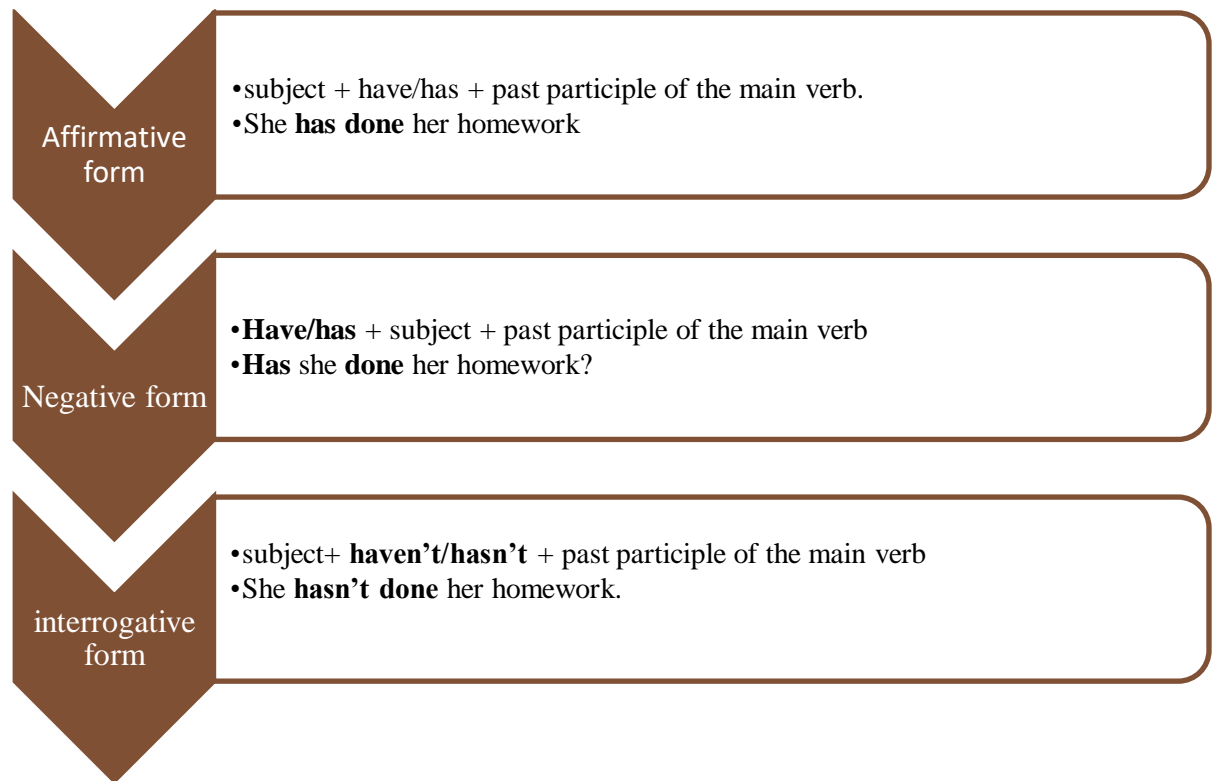 Affirmative
form
•subject + have/has + past participle of the main verb.
•She has done her homework
Negative form
•Have/has + subject + past participle of the main verb
•Has she done her homework?
interrogative
form
•subject+ haven’t/hasn’t + past participle of the main verb
•She hasn’t done her homework.